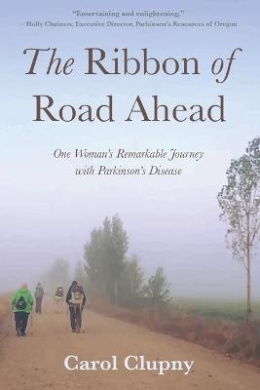 "Entertaining and enlightening."
- Holly Chaimov, Executive Director, Parkinson's Resources of Oregon
The Ribbon of
Road Ahead
One Woman's Remarkable Journey
with Parkinson's Disease
Carol Clupny